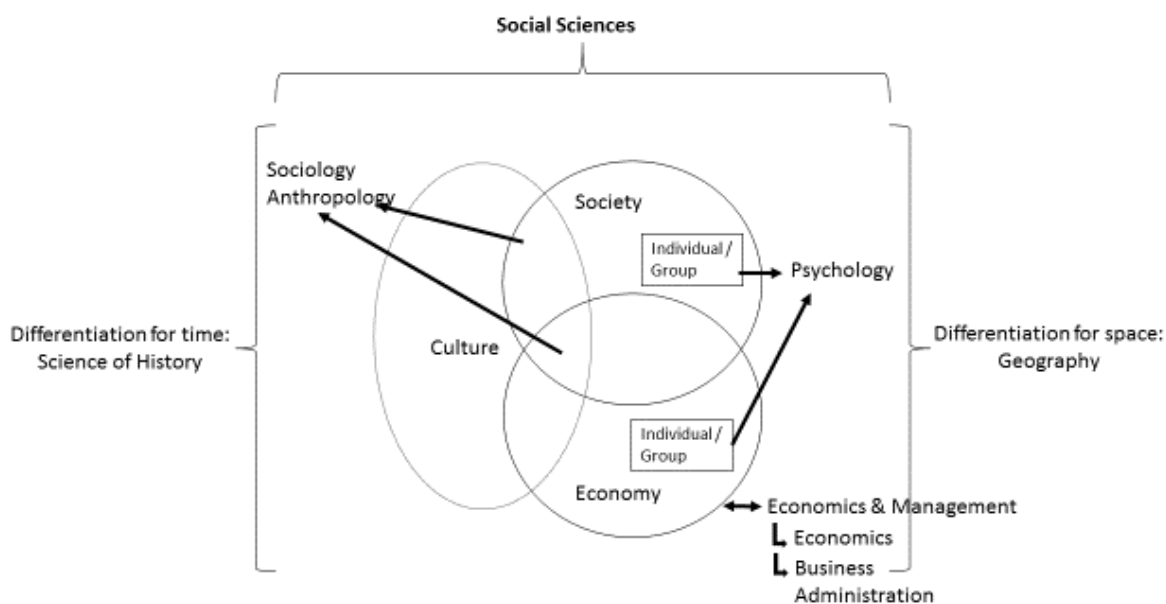 Social Sciences
Sociology
Anthropology
Society
Individual /
Group
Psychology
Differentiation for time:
Science of History
Culture
Differentiation for space:
Geography
Individual /
Group
Economy
Economics & Management
Economics
Business
Administration